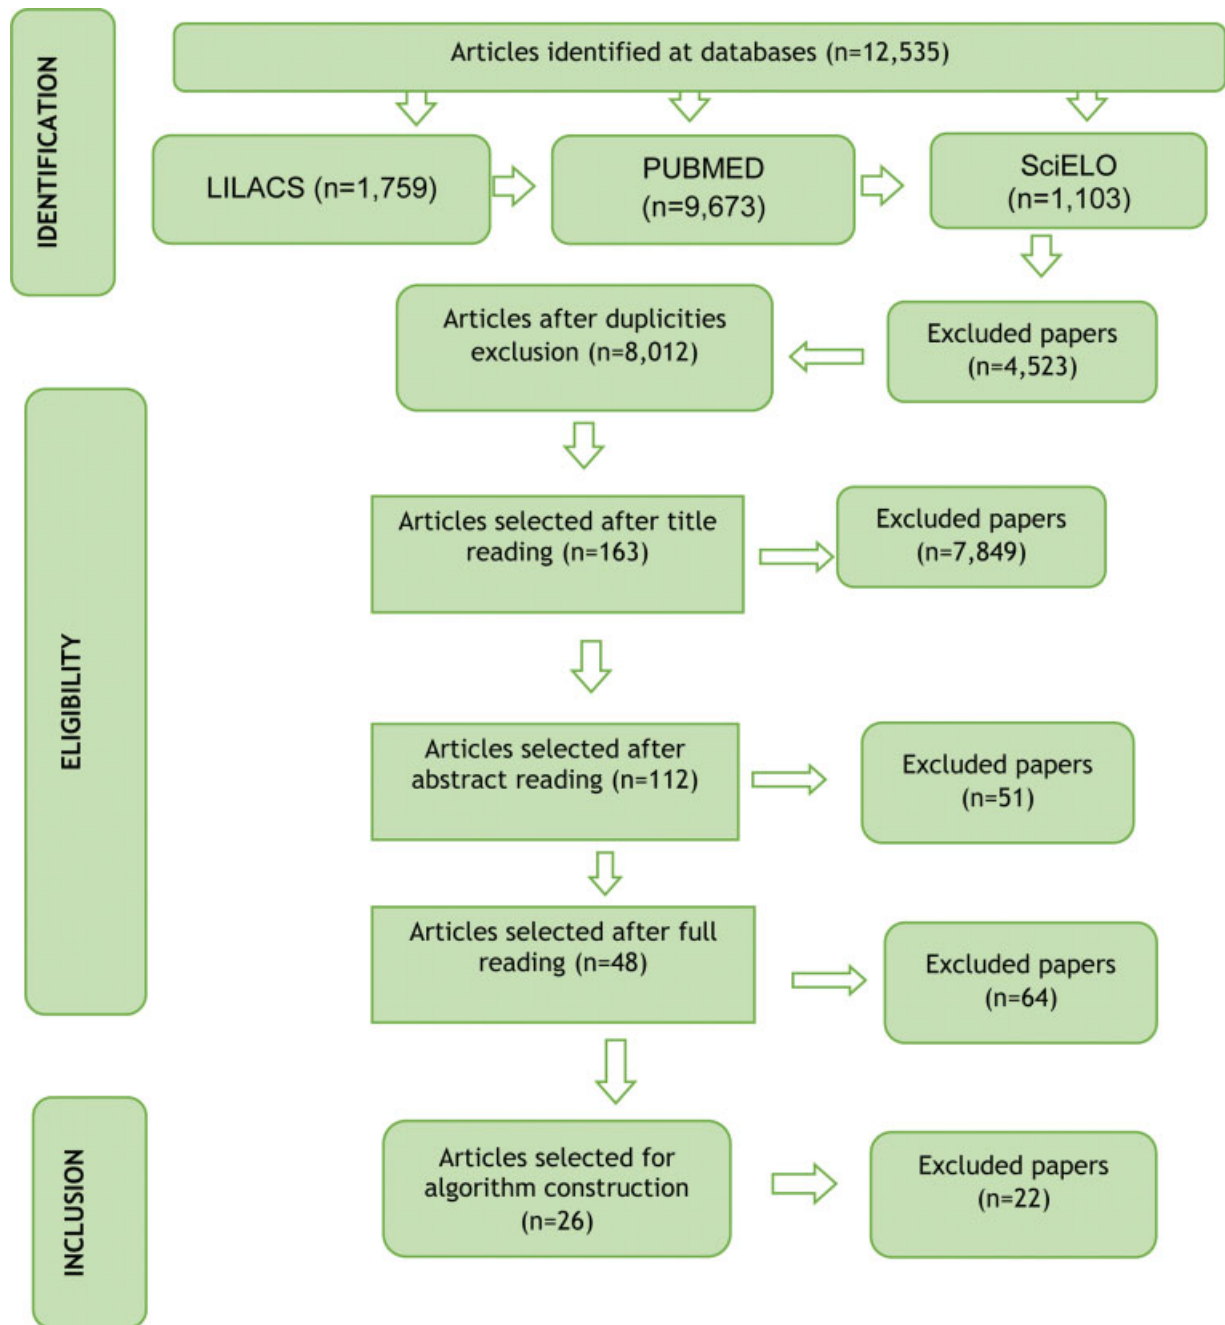 IDENTIFICATION
Articles identified at databases (n=12,535)
LILACS (n=1,759)
PUBMED
(n=9,673)
SciELO
(n=1,103)
Excluded papers
(n=4,523)
Articles after duplicities
exclusion (n=8,012)
ELIGIBILITY
Articles selected after title
reading (n=163)
Excluded papers
(n=7,849)
Articles selected after
abstract reading (n=112)
Excluded papers
(n=51)
Articles selected after full
reading (n=48)
Excluded papers
(n=64)
INCLUSION
Articles selected for
algorithm construction
(n=26)
Excluded papers
(n=22)